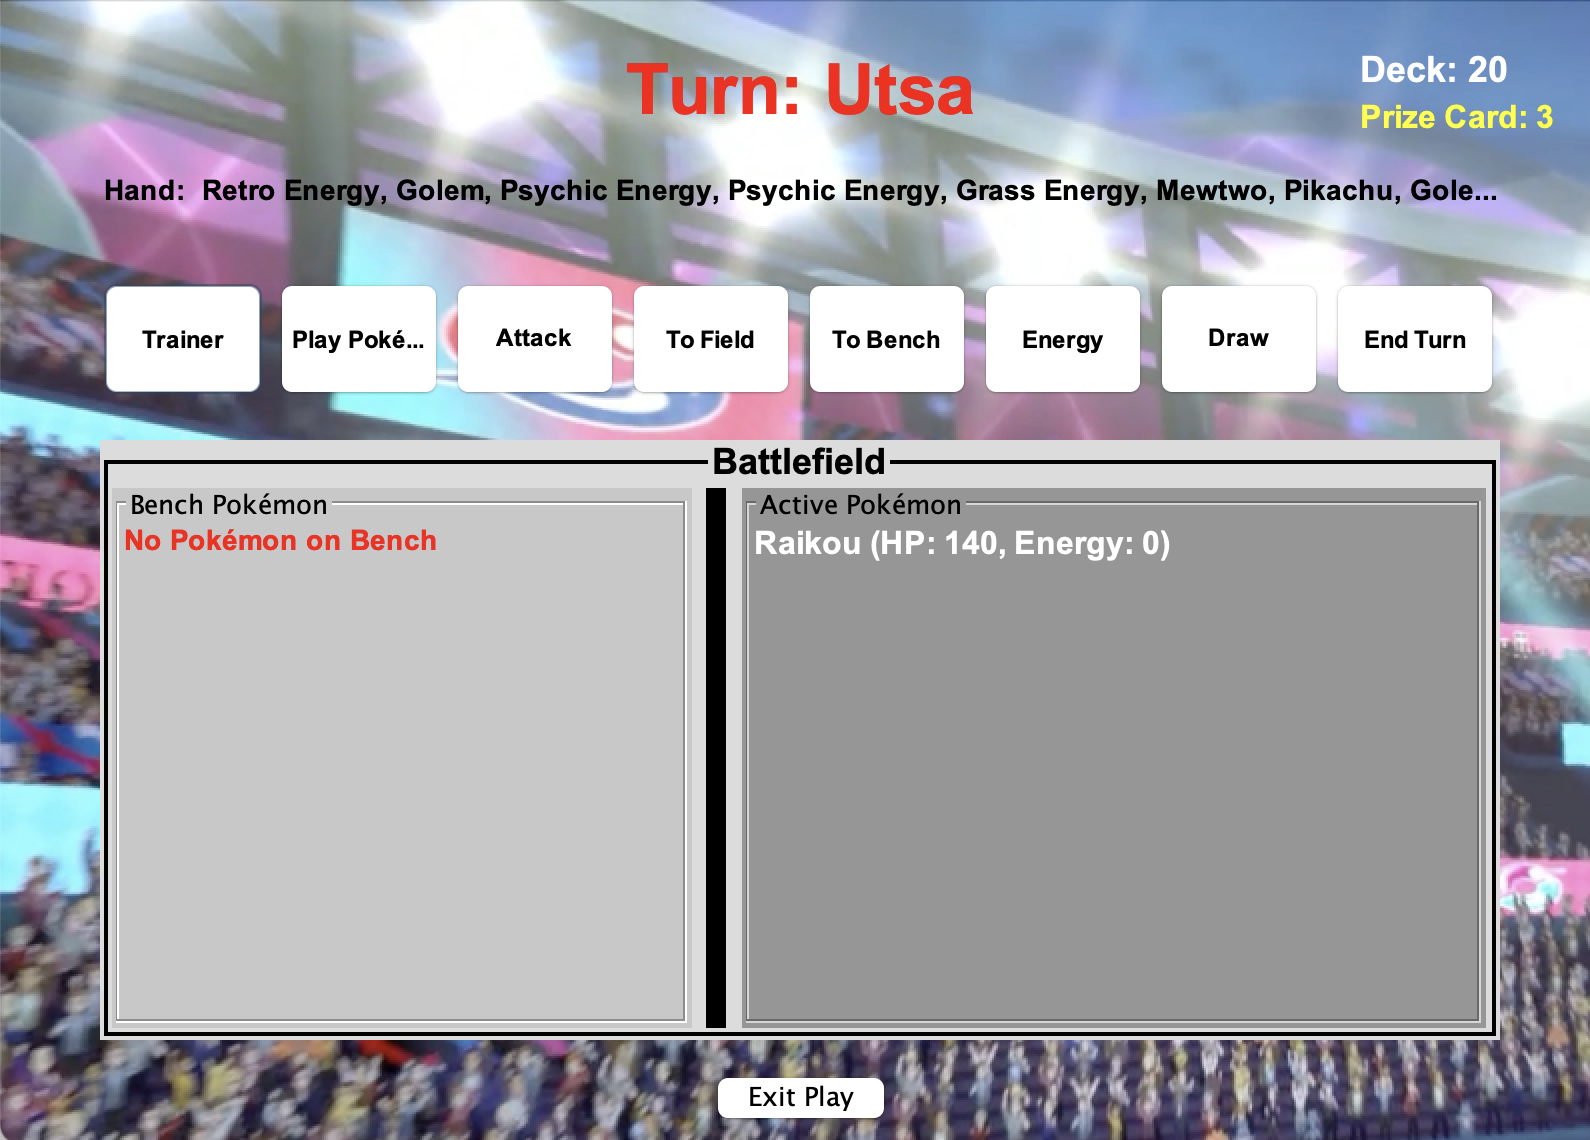 Turn: Utsa
Deck: 20
Prize Card: 3
Hand:  Retro Energy, Golem, Psychic Energy, Psychic Energy, Grass Energy, Mewtwo, Pikachu, Gole...
Trainer
Play Poké...
Attack
To Field
To Bench
Energy
Draw
End Turn
Battlefield
Bench Pokémon
No Pokémon on Bench
Active Pokémon
Raikou (HP: 140, Energy: 0)
Exit Play